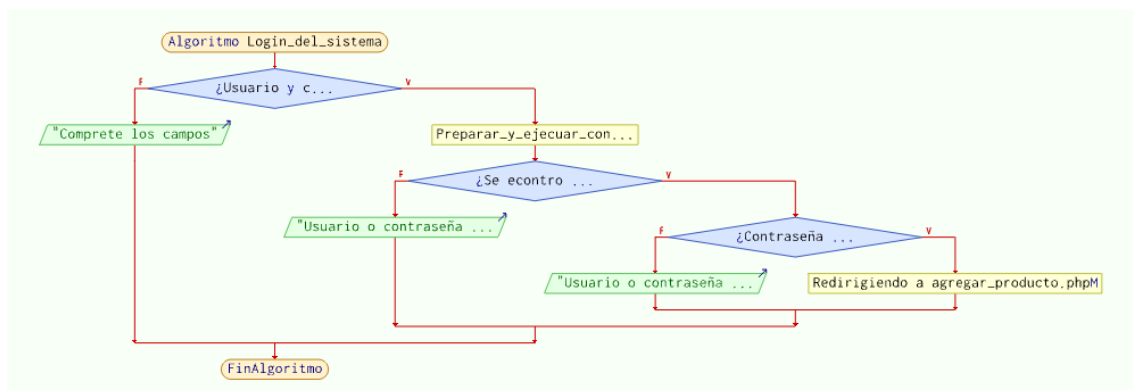 Algoritmo Login_del_sistema
F
V
¿Usuario y c...
"Comprete los campos"
Preparar_y_ejecuar_con...
F
V
¿Se econtro ...
"Usuario o contraseña ...
F
V
¿Contraseña ...
"Usuario o contraseña ...
Redirigiendo a agregar_producto.phpM
FinAlgoritmo